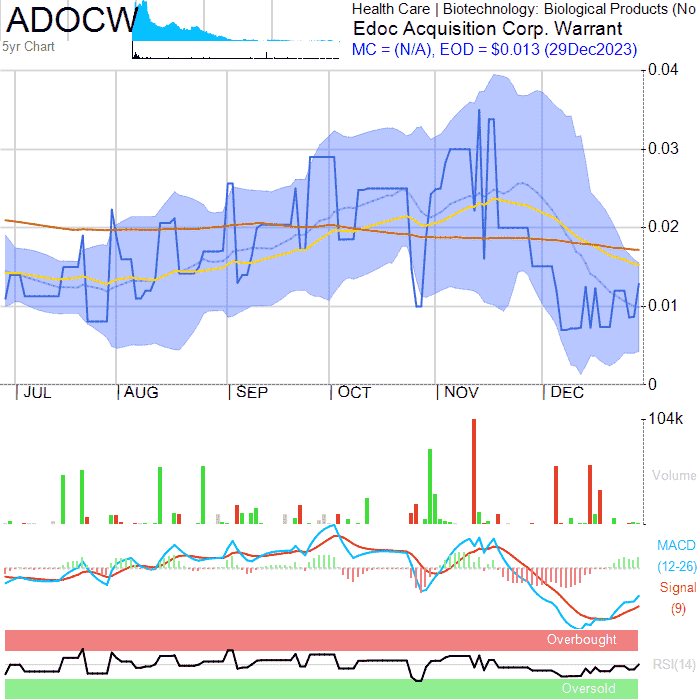 ADOCW
5yr Chart
Health Care | Biotechnology: Biological Products (No
Edoc Acquisition Corp. Warrant
MC = (N/A), EOD = $0.013 (29Dec2023)
0.04
0.03
0.02
0.01
0
JUL AUG SEP OCT NOV DEC
104k
Volume
MACD
(12-26)
Signal
(9)
Overbought
RSI(14)
Oversold